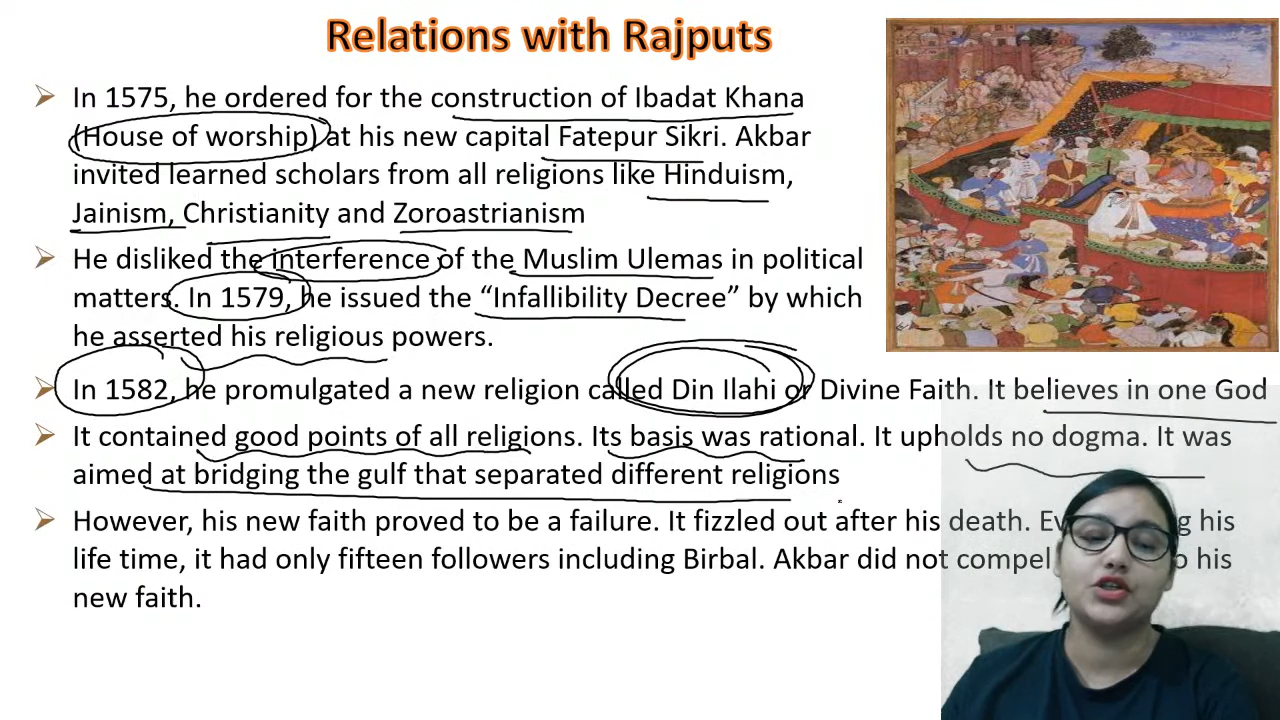 Relations with Rajputs
➢ In 1575, he ordered for the construction of Ibadat Khana
(House of worship) at his new capital Fatepur Sikri. Akbar
invited learned scholars from all religions like Hinduism,
Jainism, Christianity and Zoroastrianism
➢ He disliked the interference of the Muslim Ulemas in political
matters. In 1579, he issued the “Infallibility Decree” by which
he asserted his religious powers.
➢ In 1582, he promulgated a new religion called Din Ilahi or Divine Faith. It believes in one God
➢ It contained good points of all religions. Its basis was rational. It upholds no dogma. It was
aimed at bridging the gulf that separated different religions
➢ However, his new faith proved to be a failure. It fizzled out after his death. his
life time, it had only fifteen followers including Birbal. Akbar did not compel his
new faith.